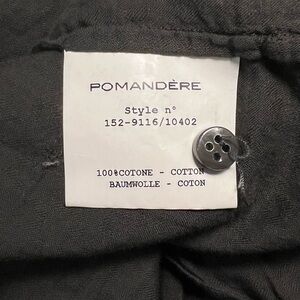 POMANDÈRE
Style n°
152-9116/10402
100%COTONE - COTTON
BAUMWOLLE - COTON